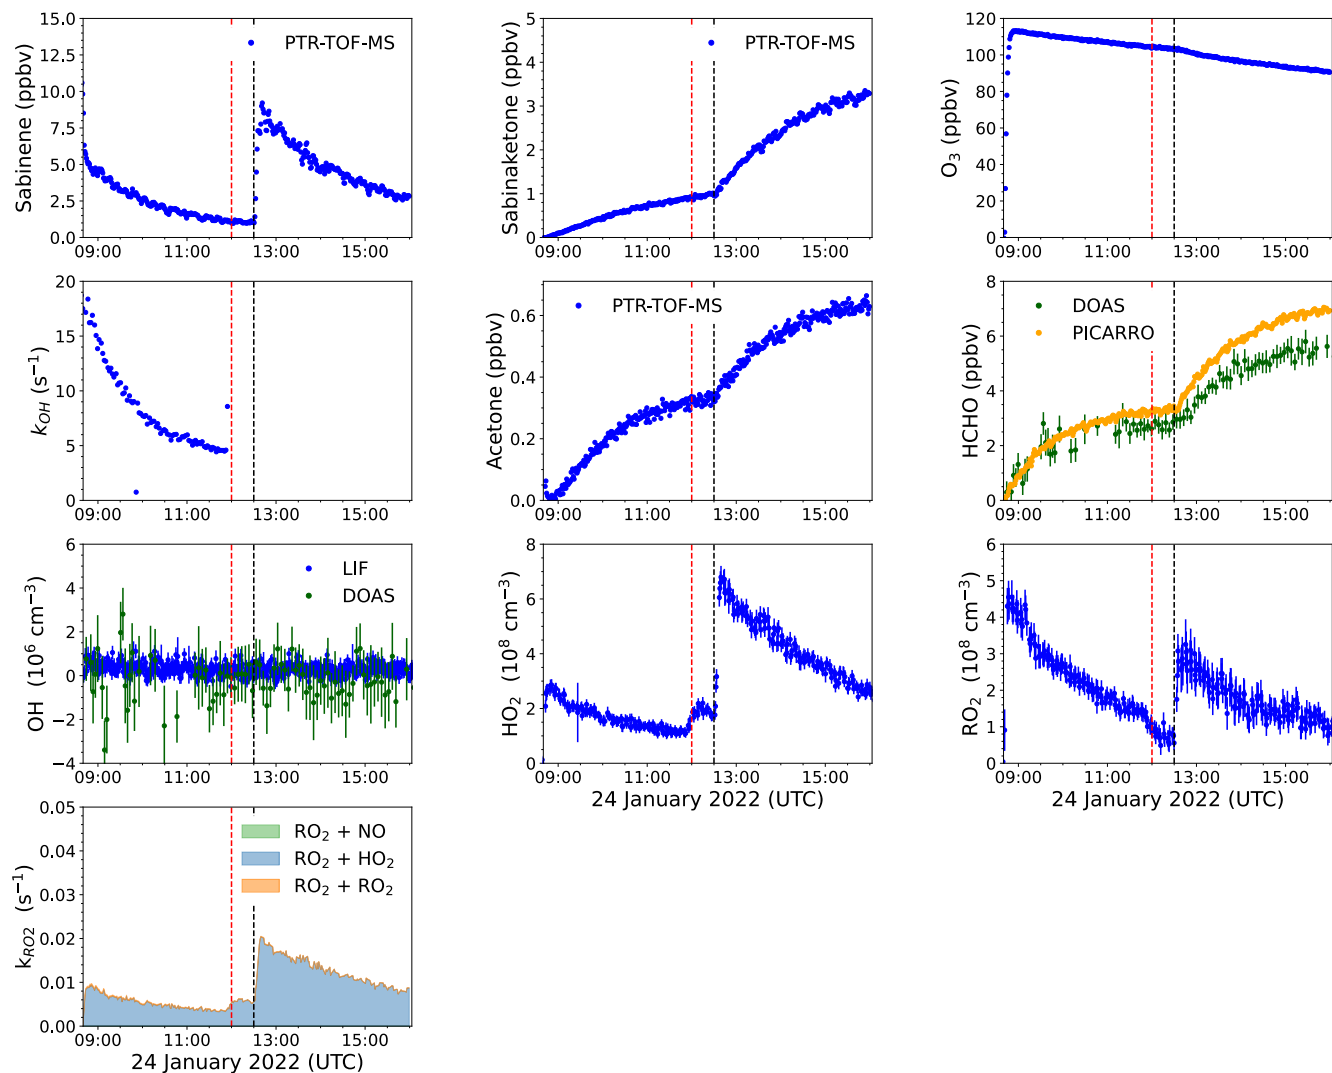 Sabinene (ppbv)
15.0
12.5
10.0
7.5
5.0
2.5
0.0
PTR-TOF-MS
09:00 11:00 13:00 15:00
Sabinaketone (ppbv)
5
4
3
2
1
0
PTR-TOF-MS
09:00 11:00 13:00 15:00
O₃ (ppbv)
120
100
80
60
40
20
0
09:00 11:00 13:00 15:00
k_OH (s⁻¹)
20
15
10
5
0
09:00 11:00 13:00 15:00
Acetone (ppbv)
0.6
0.4
0.2
0.0
PTR-TOF-MS
09:00 11:00 13:00 15:00
HCHO (ppbv)
8
6
4
2
0
DOAS
PICARRO
09:00 11:00 13:00 15:00
OH (10⁶ cm⁻³)
6
4
2
0
−2
−4
LIF
DOAS
09:00 11:00 13:00 15:00
HO₂ (10⁸ cm⁻³)
8
6
4
2
0
09:00 11:00 13:00 15:00
24 January 2022 (UTC)
RO₂ (10⁸ cm⁻³)
6
5
4
3
2
1
0
09:00 11:00 13:00 15:00
24 January 2022 (UTC)
k_RO2 (s⁻¹)
0.05
0.04
0.03
0.02
0.01
0.00
RO₂ + NO
RO₂ + HO₂
RO₂ + RO₂
09:00 11:00 13:00 15:00
24 January 2022 (UTC)